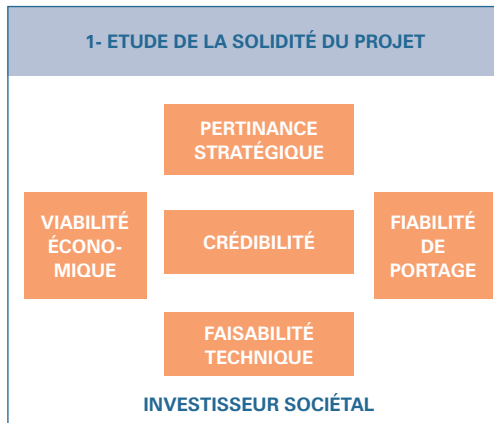 1- ETUDE DE LA SOLIDITÉ DU PROJET
PERTINANCE
STRATÉGIQUE
VIABILITÉ
ÉCONO-
MIQUE
CRÉDIBILITÉ
FIABILITÉ
DE
PORTAGE
FAISABILITÉ
TECHNIQUE
INVESTISSEUR SOCIÉTAL